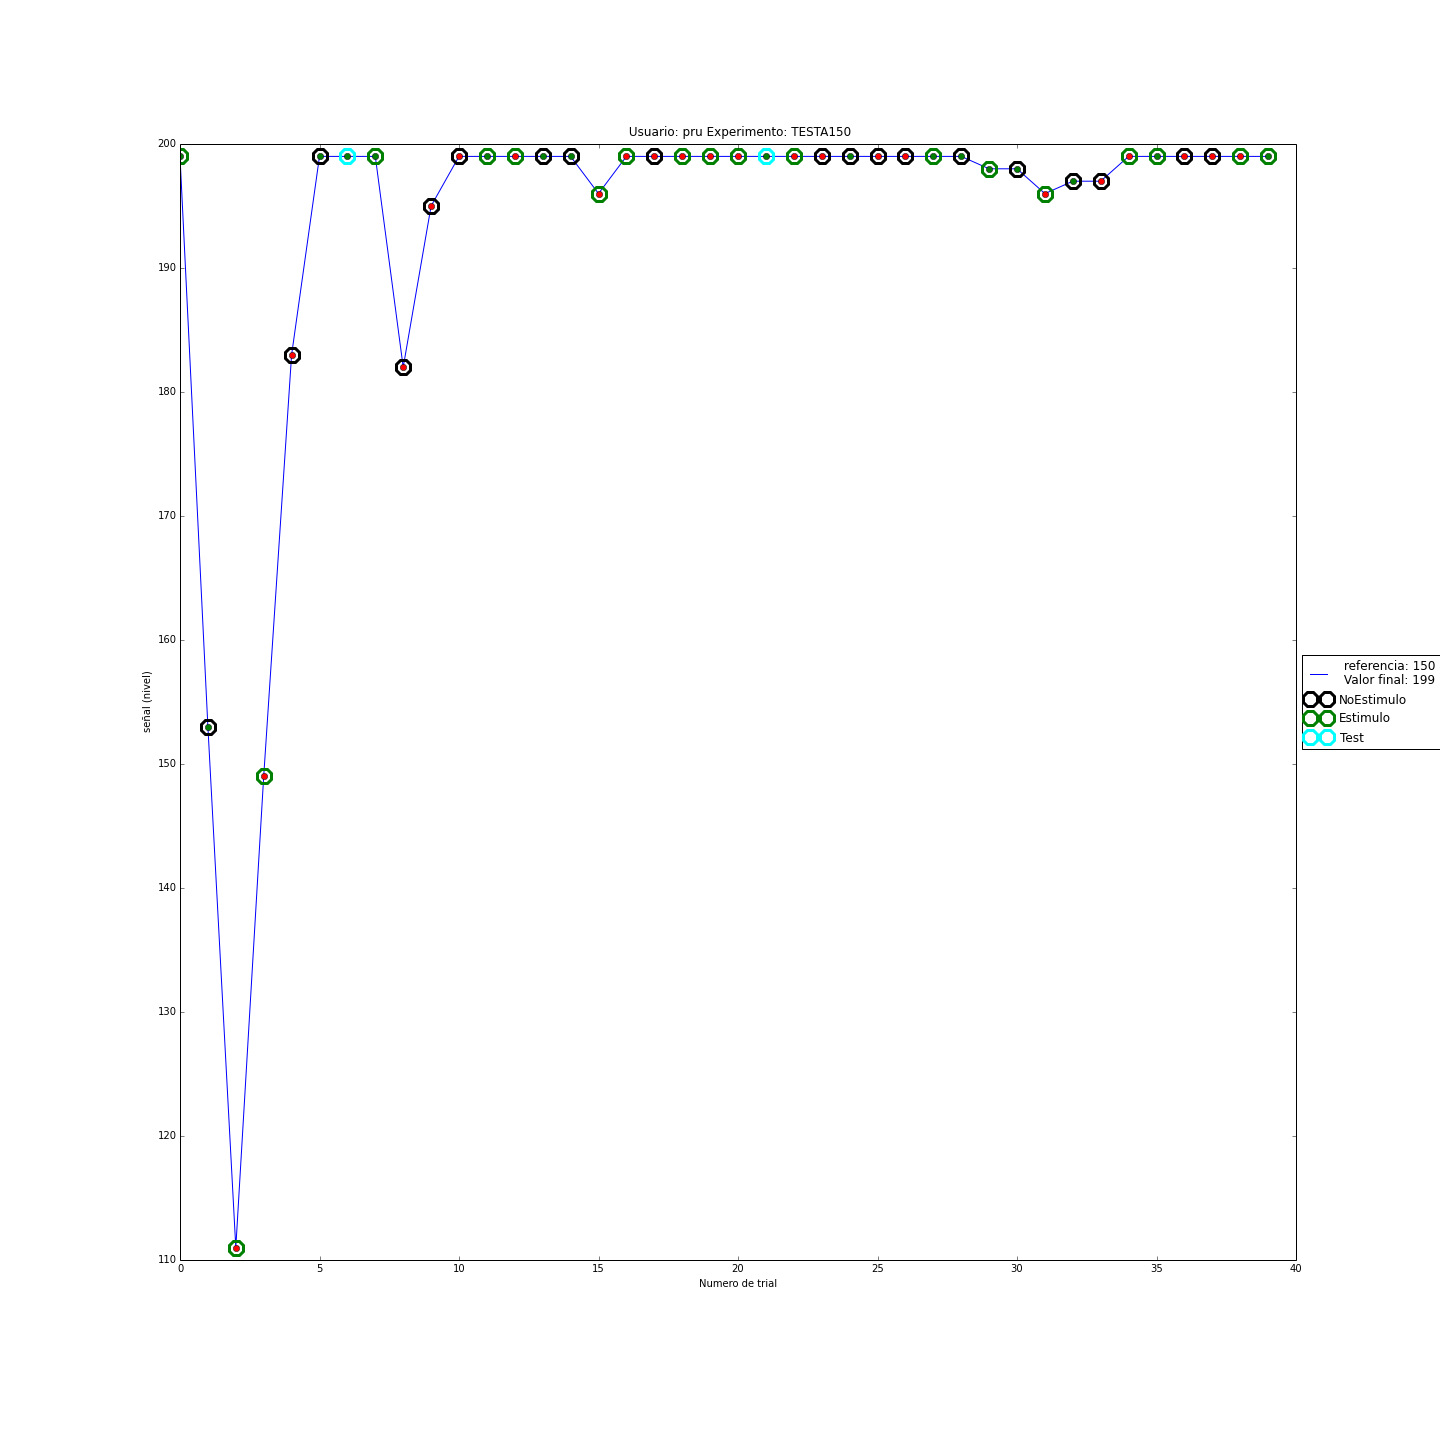 Usuario: pru Experimento: TESTA150
200
190
180
170
160
150
140
130
120
110
señal (nivel)
0 5 10 15 20 25 30 35 40
Numero de trial
referencia: 150
Valor final: 199
NoEstimulo
Estimulo
Test